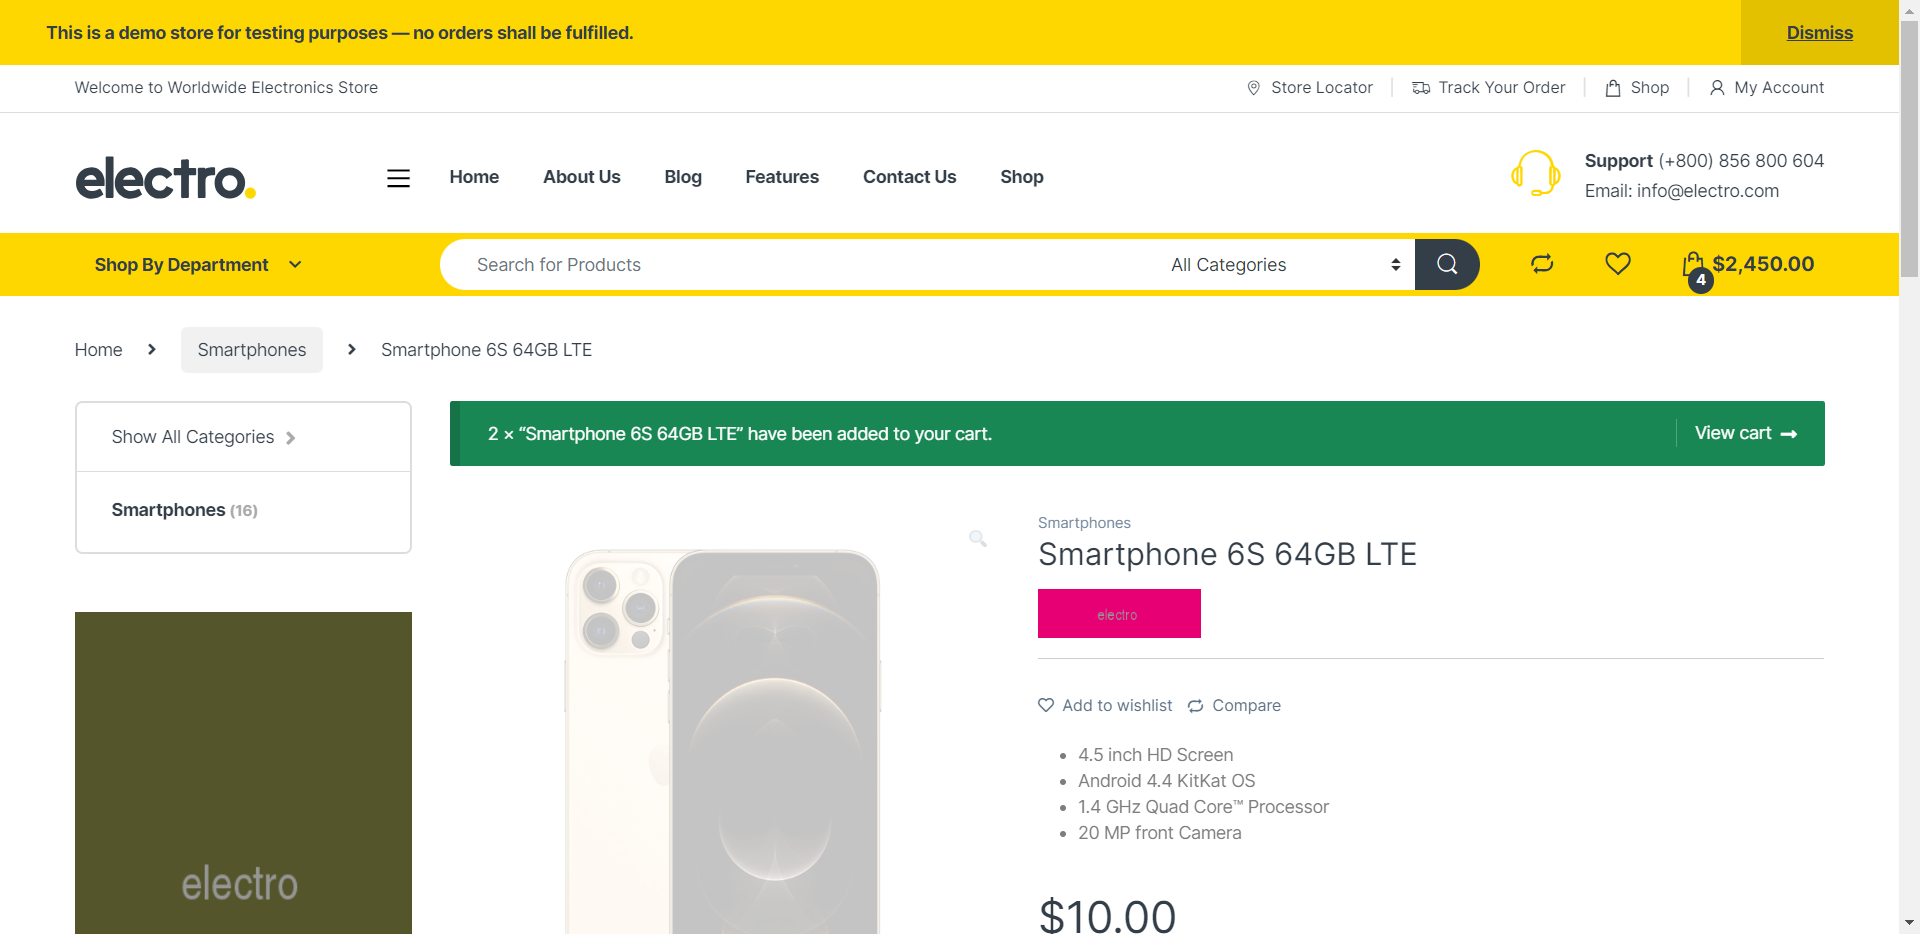 This is a demo store for testing purposes — no orders shall be fulfilled.
Dismiss
Welcome to Worldwide Electronics Store
Store Locator
Track Your Order
Shop
My Account
electro.
Home
About Us
Blog
Features
Contact Us
Shop
Support (+800) 856 800 604
Email: info@electro.com
Shop By Department
Search for Products
All Categories
4
$2,450.00
Home
Smartphones
Smartphone 6S 64GB LTE
Show All Categories
Smartphones (16)
electro
2 × “Smartphone 6S 64GB LTE” have been added to your cart.
View cart
Smartphones
Smartphone 6S 64GB LTE
electro
Add to wishlist
Compare
4.5 inch HD Screen
Android 4.4 KitKat OS
1.4 GHz Quad Core™ Processor
20 MP front Camera
$10.00